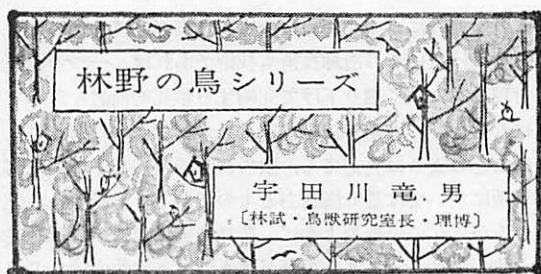 林野の鳥シリーズ
宇田川竜男
〔林試・鳥獣研究室長・理博〕